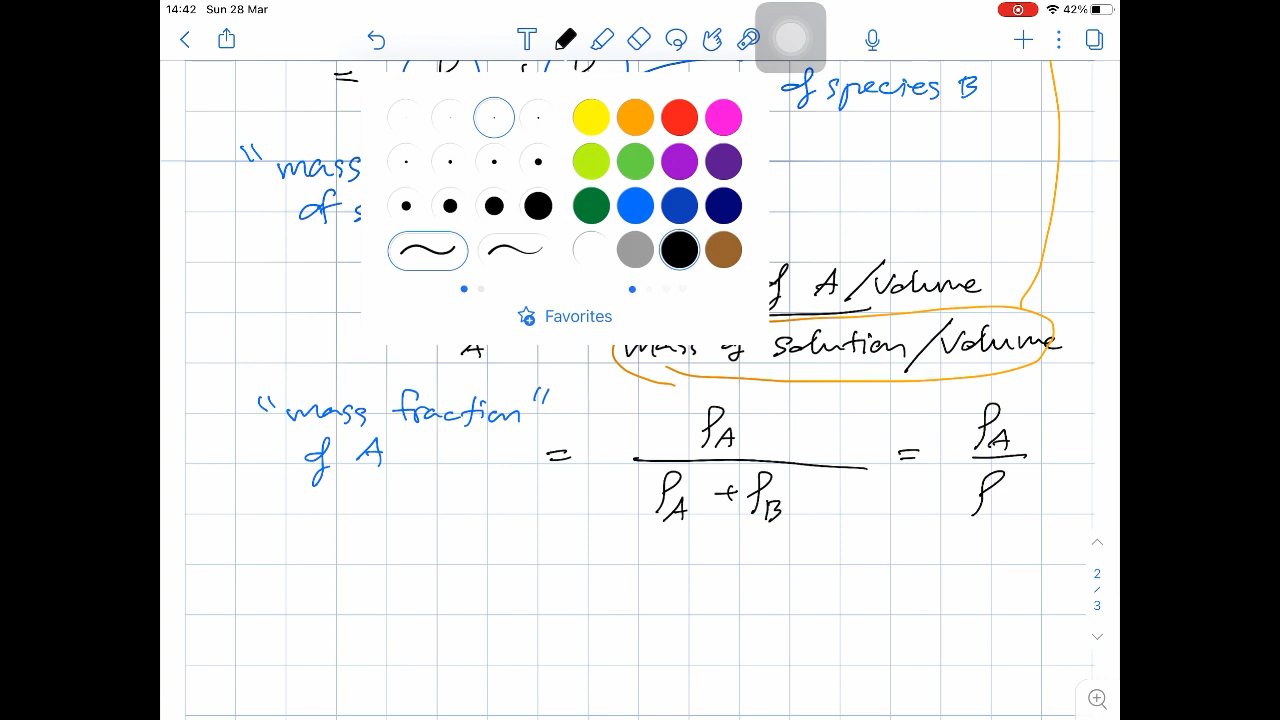 14:42 Sun 28 Mar 42%
T
=
of species B
"mass
of s
Favorites
of A/Volume
A mass of solution/Volume
"mass fraction"
of A
= ρA / (ρA + ρB) = ρA / ρ
2
/
3